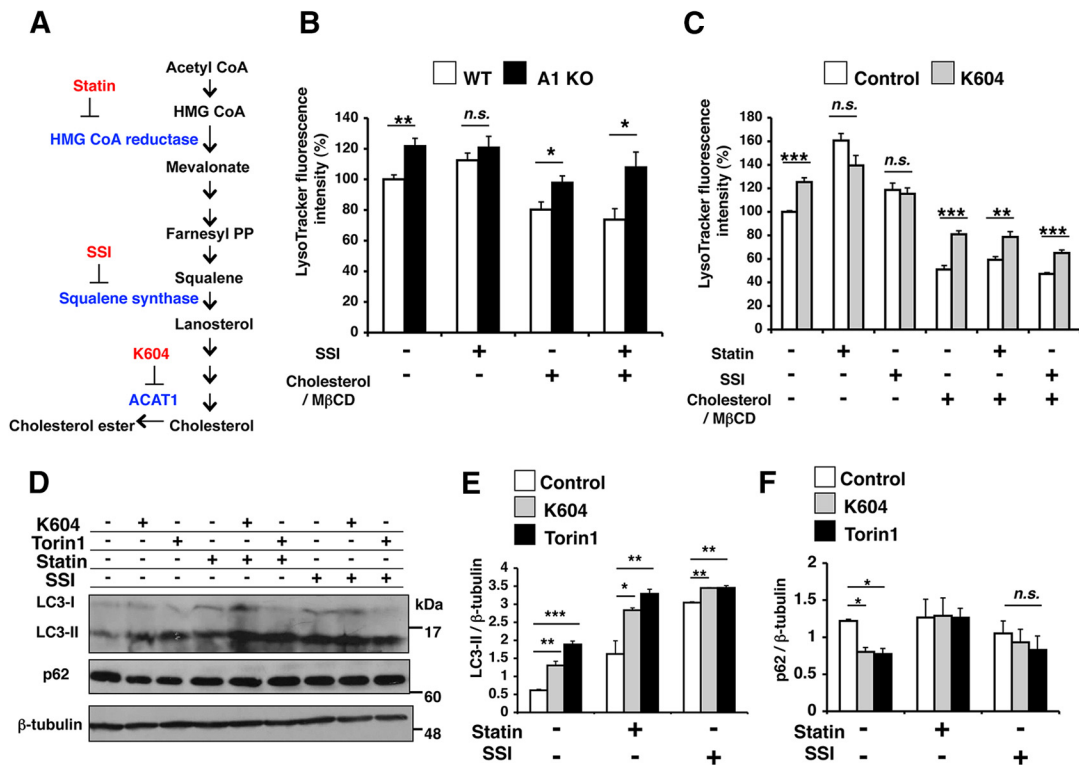 A
Acetyl CoA
Statin
HMG CoA
HMG CoA reductase
Mevalonate
Farnesyl PP
SSI
Squalene
Squalene synthase
Lanosterol
K604
ACAT1
Cholesterol ester
Cholesterol
B
WT
A1 KO
LysoTracker fluorescence
intensity (%)
140
120
100
80
60
40
20
0
**
n.s.
*
*
SSI - + - +
Cholesterol - - + +
/ MβCD
C
Control
K604
LysoTracker fluorescence
intensity (%)
180
160
140
120
100
80
60
40
20
0
***
n.s.
n.s.
***
**
***
Statin - + - - + -
SSI - - + - - +
Cholesterol - - - + + +
/ MβCD
D
K604 - + - - + - - + -
Torin1 - - + - - + - - +
Statin - - - + + + - - -
SSI - - - - - - + + +
LC3-I
kDa
LC3-II
17
p62
60
β-tubulin
48
E
Control
K604
Torin1
LC3-II / β-tubulin
4
3.5
3
2.5
2
1.5
1
0.5
0
***
**
**
*
**
**
Statin - + -
SSI - - +
F
Control
K604
Torin1
p62 / β-tubulin
2
1.5
1
0.5
0
*
*
n.s.
Statin - + -
SSI - - +